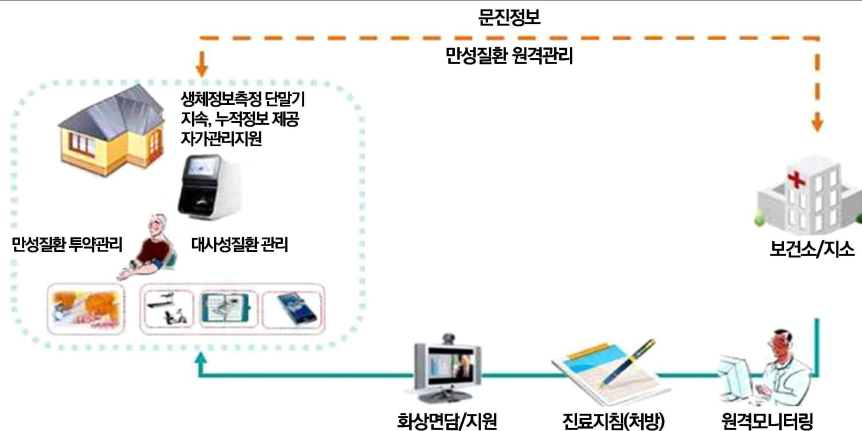 문진정보
만성질환 원격관리
생체정보측정 단말기
지속, 누적정보 제공
자가관리지원
만성질환 투약관리
대사성질환 관리
보건소/지소
화상면담/지원
진료지침(처방)
원격모니터링